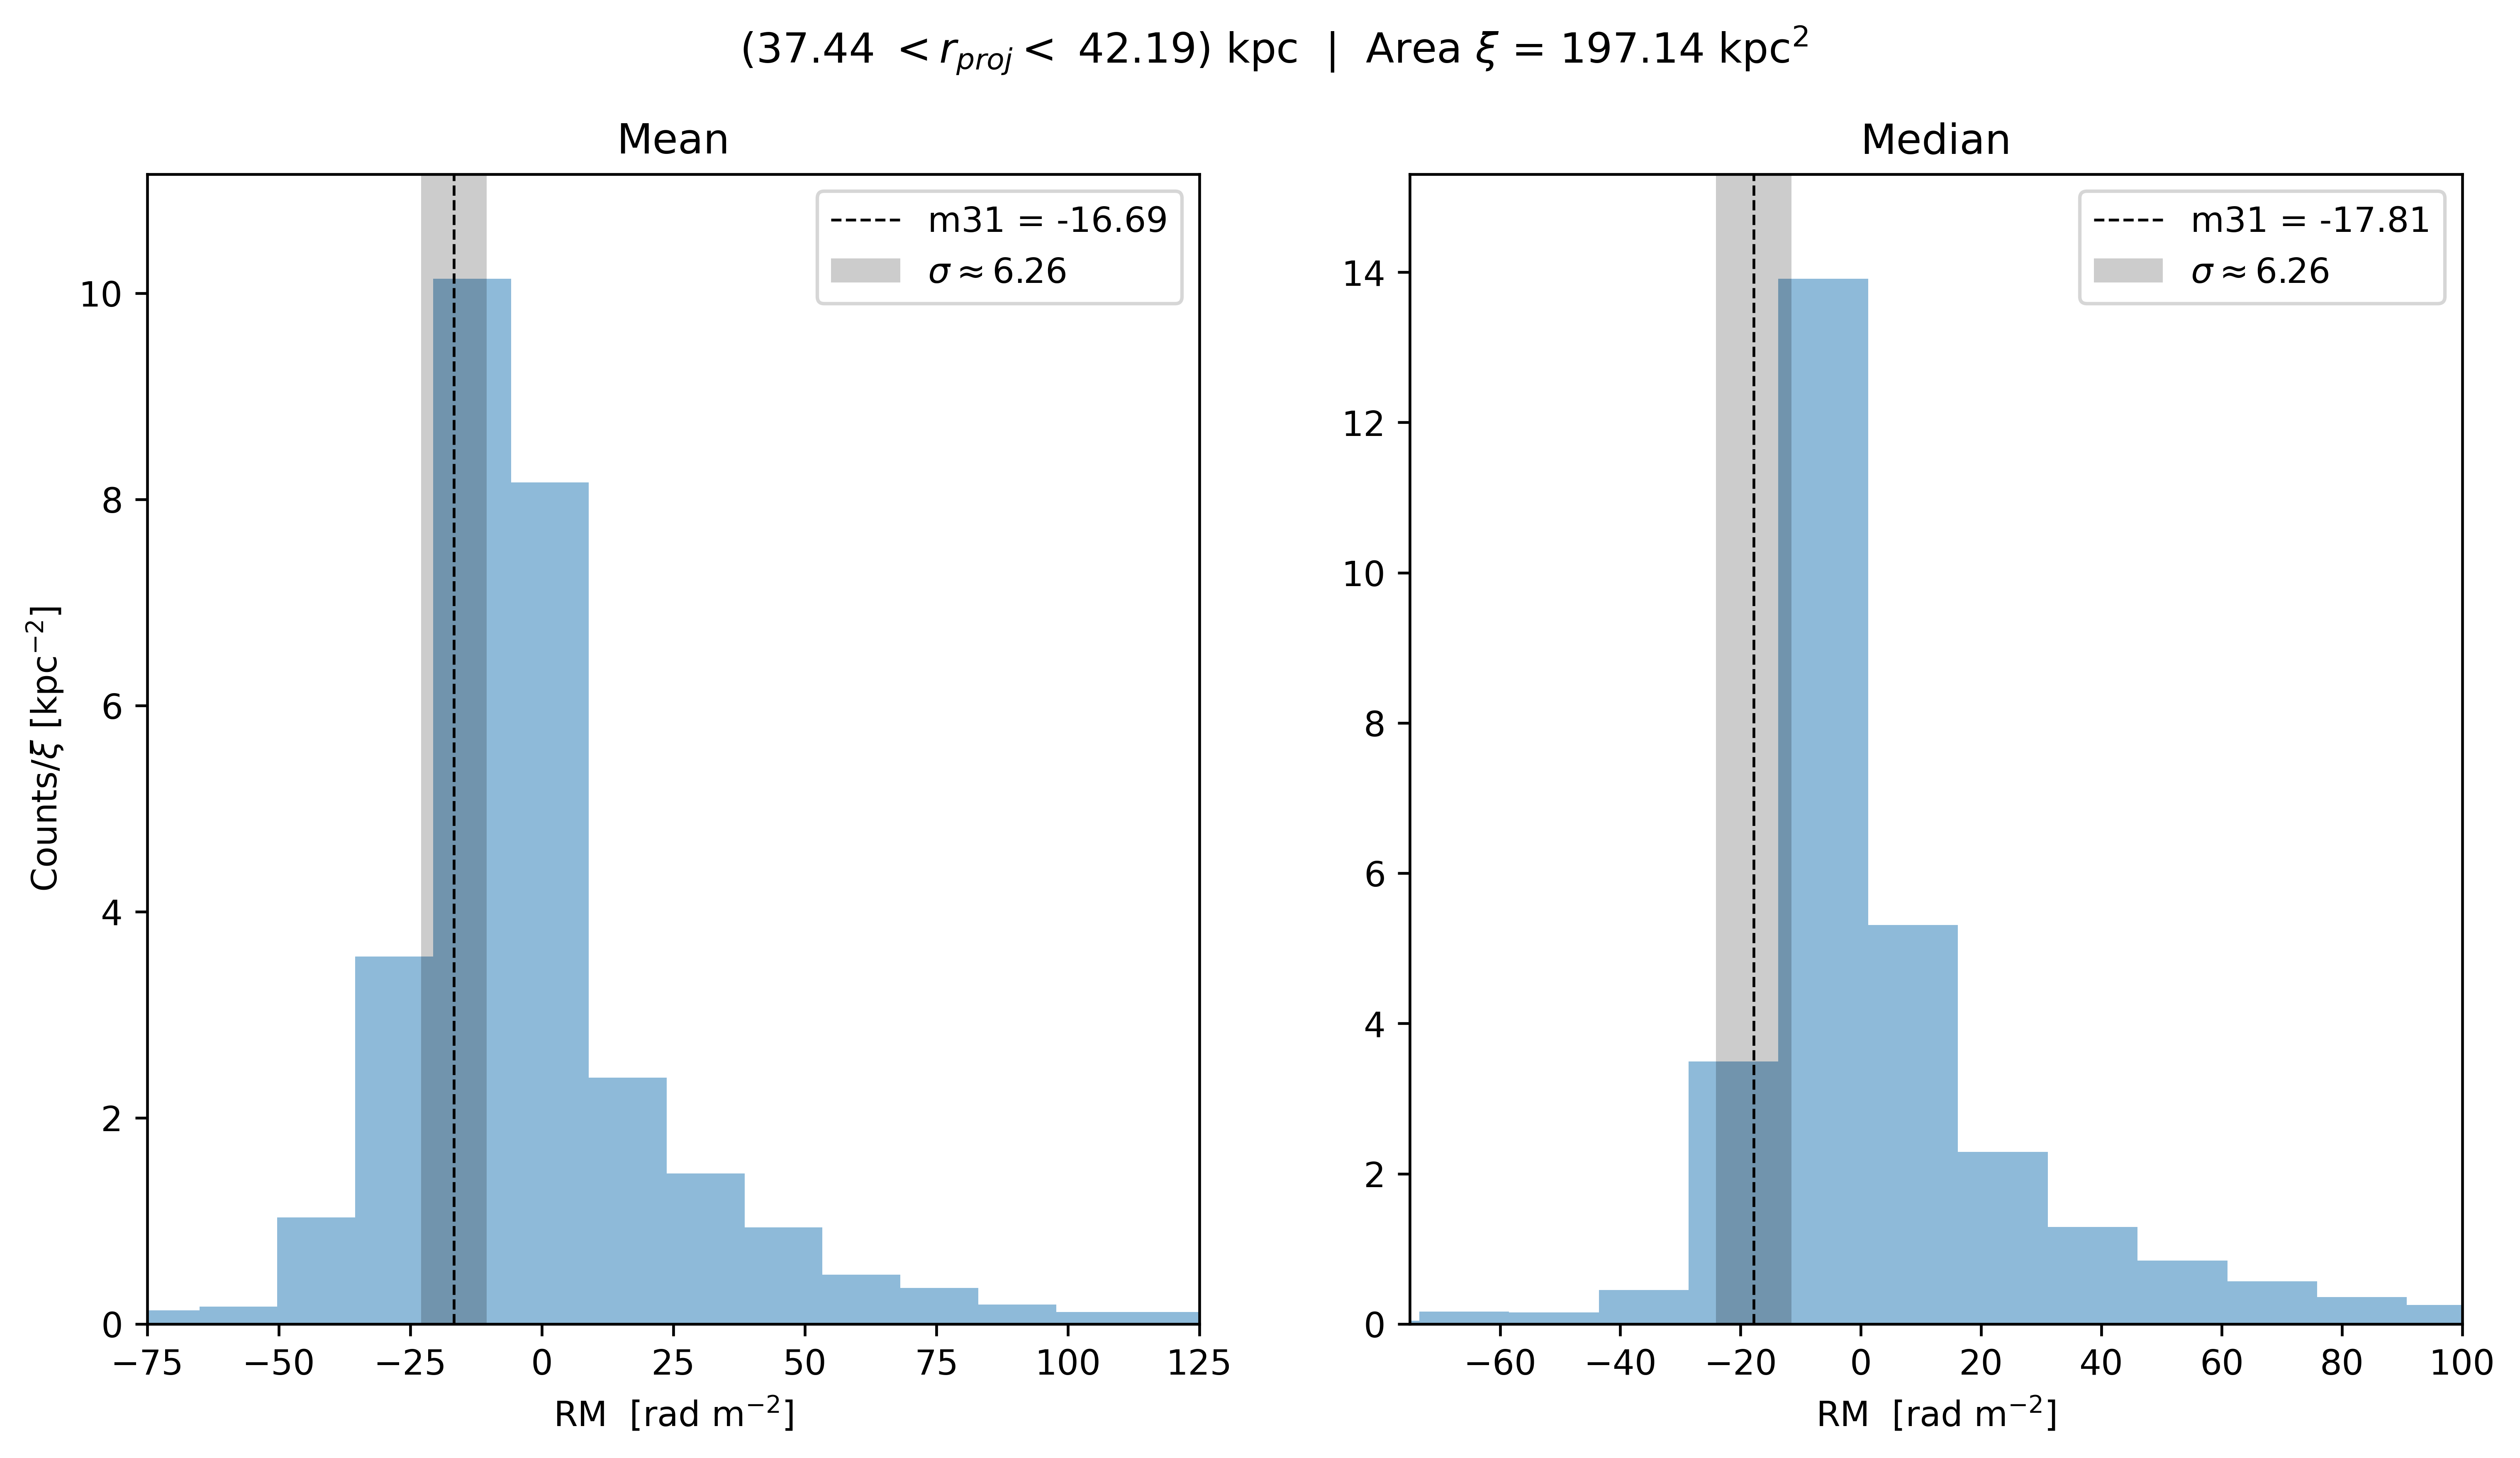 (37.44 < r_proj < 42.19) kpc | Area ξ = 197.14 kpc²
Mean
m31 = -16.69
σ ≈ 6.26
Counts/ξ [kpc⁻²]
10
8
6
4
2
0
−75 −50 −25 0 25 50 75 100 125
RM [rad m⁻²]
Median
m31 = -17.81
σ ≈ 6.26
14
12
10
8
6
4
2
0
−60 −40 −20 0 20 40 60 80 100
RM [rad m⁻²]